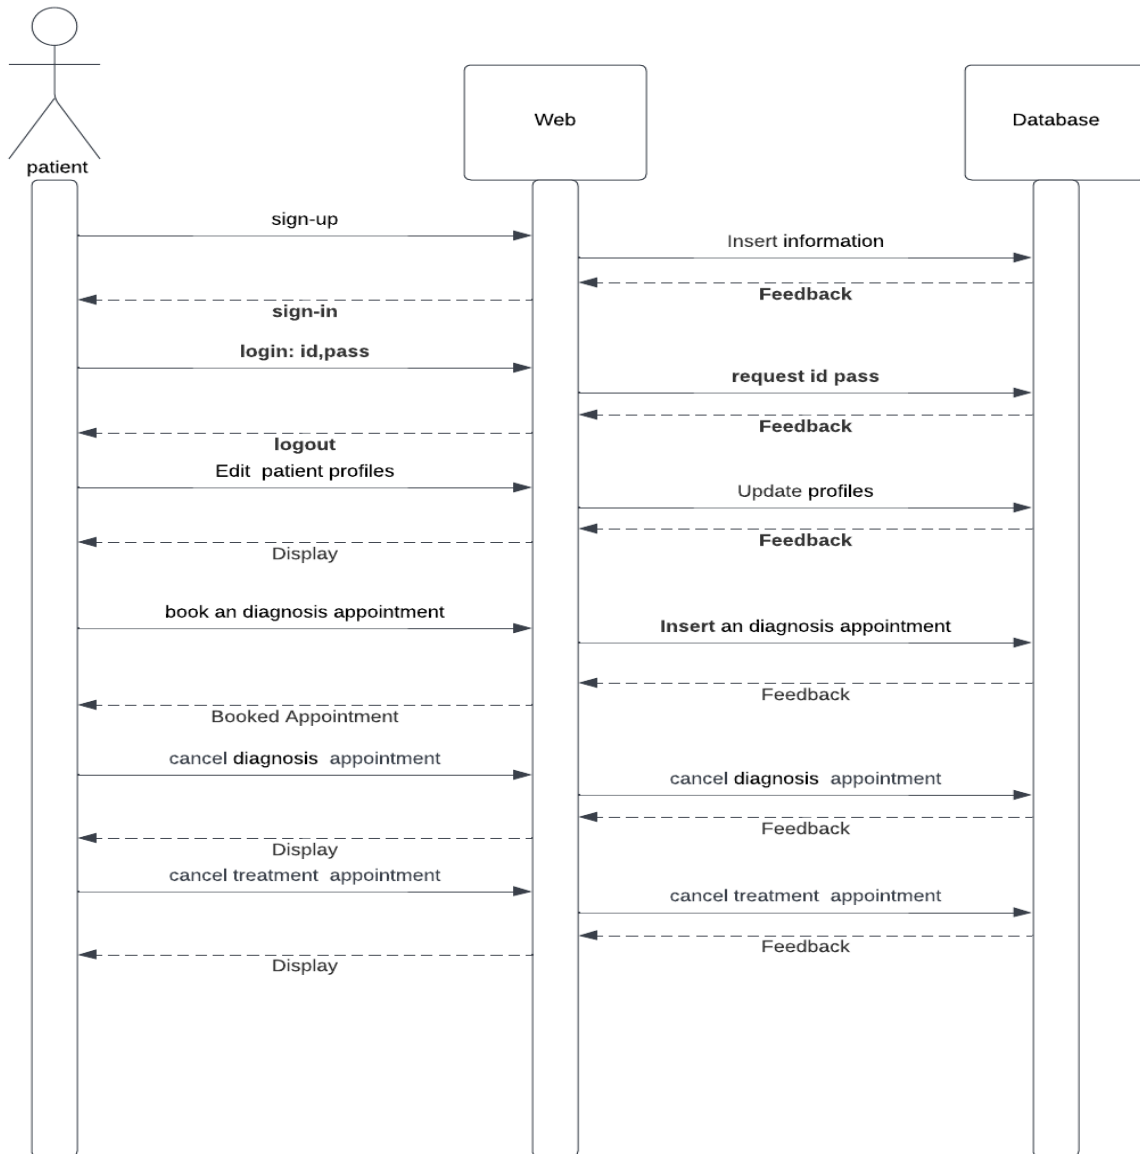 Web
Database
patient
sign-up
Insert information
Feedback
sign-in
login: id,pass
request id pass
Feedback
logout
Edit patient profiles
Update profiles
Feedback
Display
book an diagnosis appointment
Insert an diagnosis appointment
Feedback
Booked Appointment
cancel diagnosis appointment
cancel diagnosis appointment
Feedback
Display
cancel treatment appointment
cancel treatment appointment
Feedback
Display